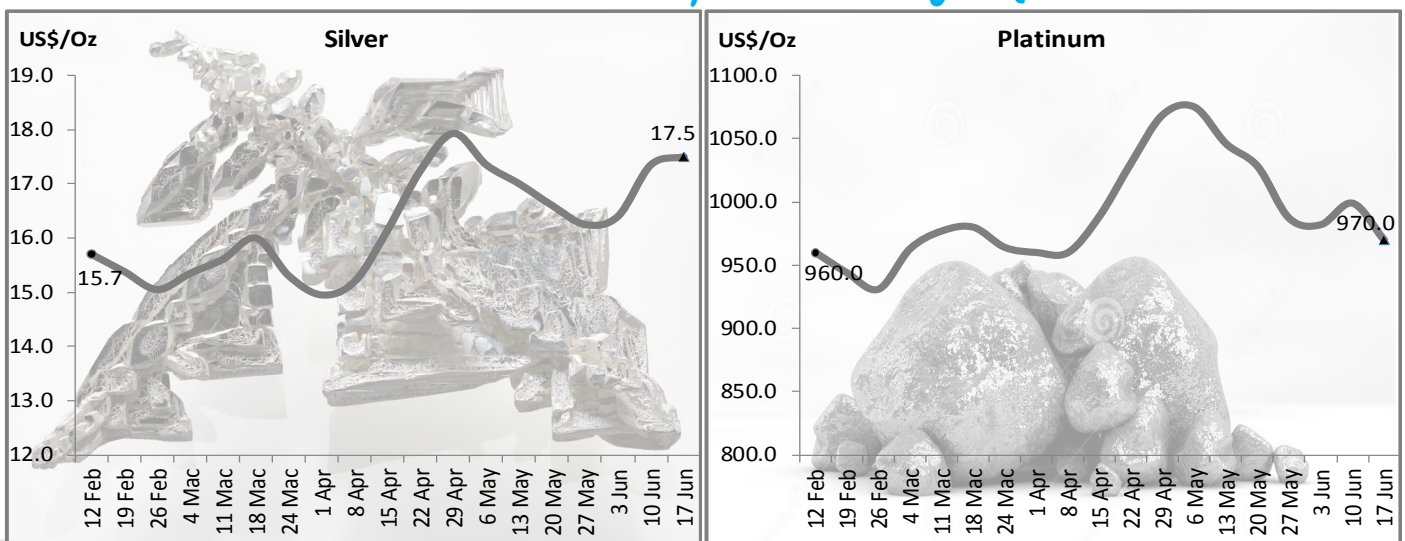 US$/Oz
Silver
19.0
18.0
17.0
16.0
15.0
14.0
13.0
12.0
15.7
17.5
12 Feb
19 Feb
26 Feb
4 Mac
11 Mac
18 Mac
24 Mac
1 Apr
8 Apr
15 Apr
22 Apr
29 Apr
6 May
13 May
20 May
27 May
3 Jun
10 Jun
17 Jun
US$/Oz
Platinum
1100.0
1050.0
1000.0
950.0
900.0
850.0
800.0
960.0
970.0
12 Feb
19 Feb
26 Feb
4 Mac
11 Mac
18 Mac
24 Mac
1 Apr
8 Apr
15 Apr
22 Apr
29 Apr
6 May
13 May
20 May
27 May
3 Jun
10 Jun
17 Jun